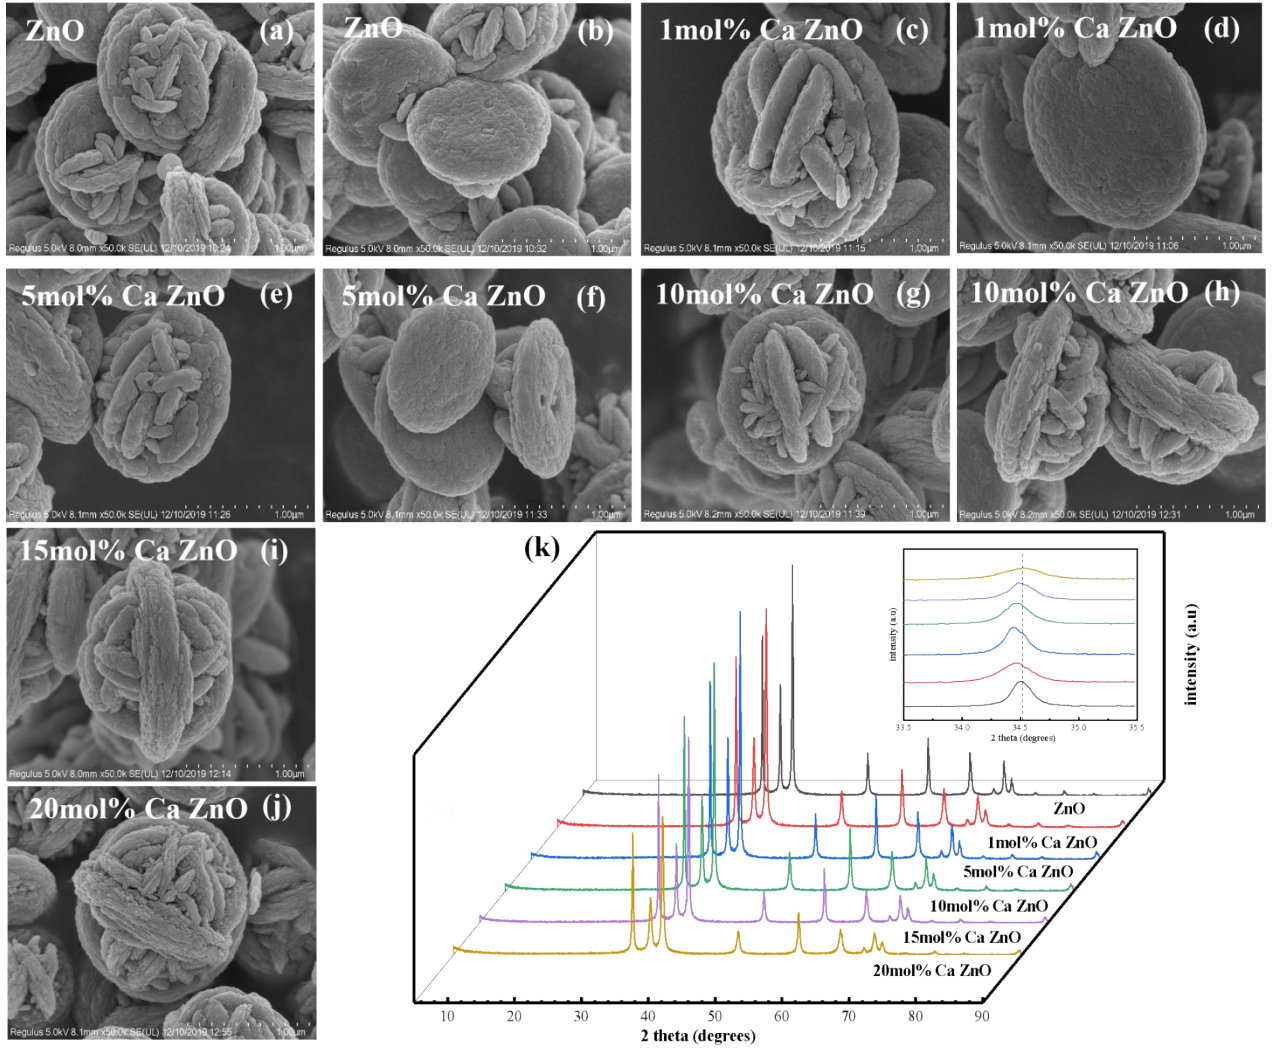 ZnO (a)
Regulus 5.0kV 8.0mm x50.0k SE(UL) 12/10/2019 10:24 1.00µm
ZnO (b)
Regulus 5.0kV 8.0mm x50.0k SE(UL) 12/10/2019 10:32 1.00µm
1mol% Ca ZnO (c)
Regulus 5.0kV 8.1mm x50.0k SE(UL) 12/10/2019 11:15 1.00µm
1mol% Ca ZnO (d)
Regulus 5.0kV 8.1mm x50.0k SE(UL) 12/10/2019 11:06 1.00µm
5mol% Ca ZnO (e)
Regulus 5.0kV 8.1mm x50.0k SE(UL) 12/10/2019 11:26 1.00µm
5mol% Ca ZnO (f)
Regulus 5.0kV 8.1mm x50.0k SE(UL) 12/10/2019 11:33 1.00µm
10mol% Ca ZnO (g)
Regulus 5.0kV 8.2mm x50.0k SE(UL) 12/10/2019 11:39 1.00µm
10mol% Ca ZnO (h)
Regulus 5.0kV 8.2mm x50.0k SE(UL) 12/10/2019 12:31 1.00µm
15mol% Ca ZnO (i)
Regulus 5.0kV 8.1mm x50.0k SE(UL) 12/10/2019 12:14 1.00µm
20mol% Ca ZnO (j)
Regulus 5.0kV 8.1mm x50.0k SE(UL) 12/10/2019 12:55 1.00µm
(k)
intensity (a.u)
33.5 34.0 34.5 35.0 35.5
2 theta (degrees)
intensity (a.u)
ZnO
1mol% Ca ZnO
5mol% Ca ZnO
10mol% Ca ZnO
15mol% Ca ZnO
20mol% Ca ZnO
10 20 30 40 50 60 70 80 90
2 theta (degrees)